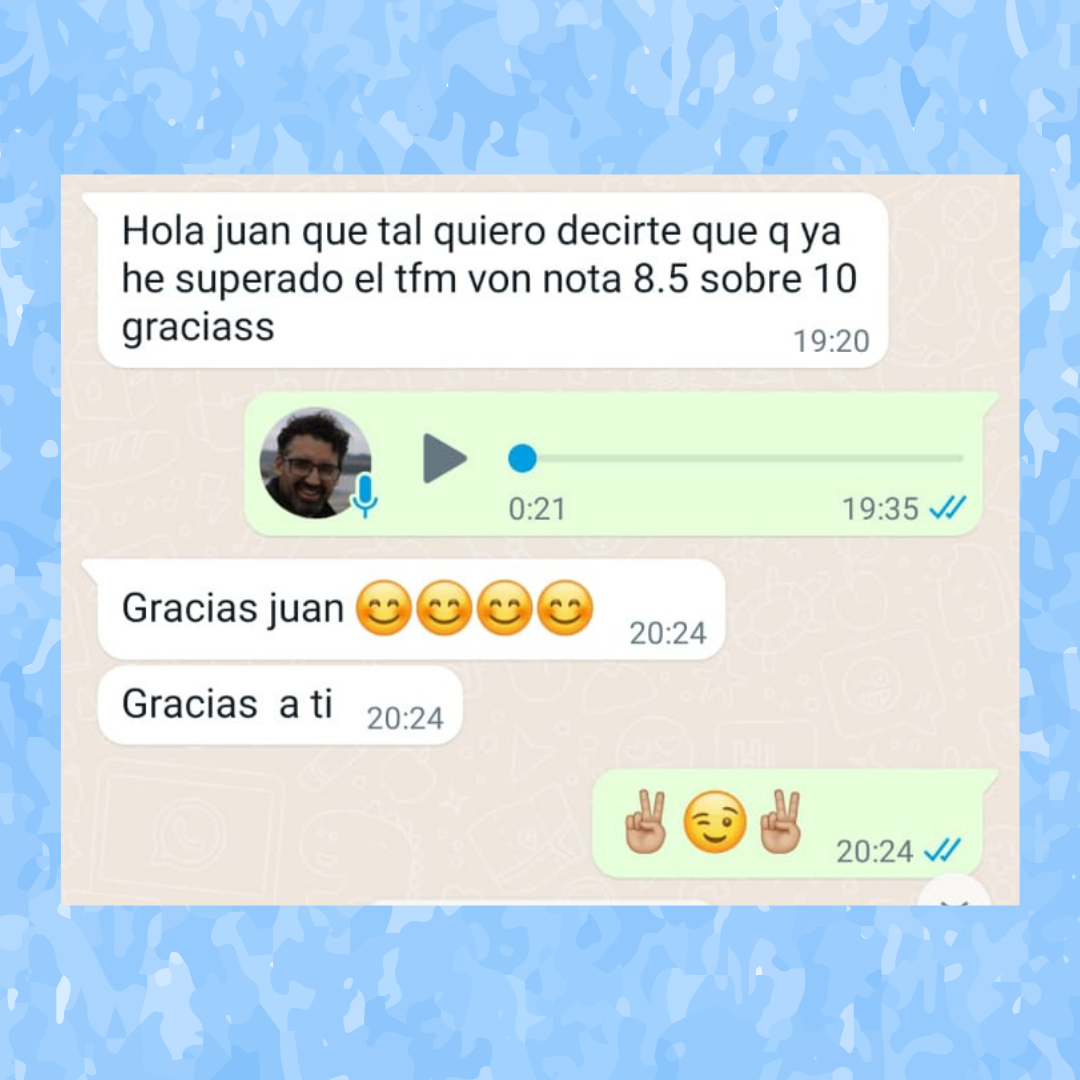 Hola juan que tal quiero decirte que q ya
he superado el tfm von nota 8.5 sobre 10
graciass
19:20
0:21
19:35
Gracias juan 😊😊😊😊
20:24
Gracias  a ti
20:24
✌🏼😉✌🏼
20:24